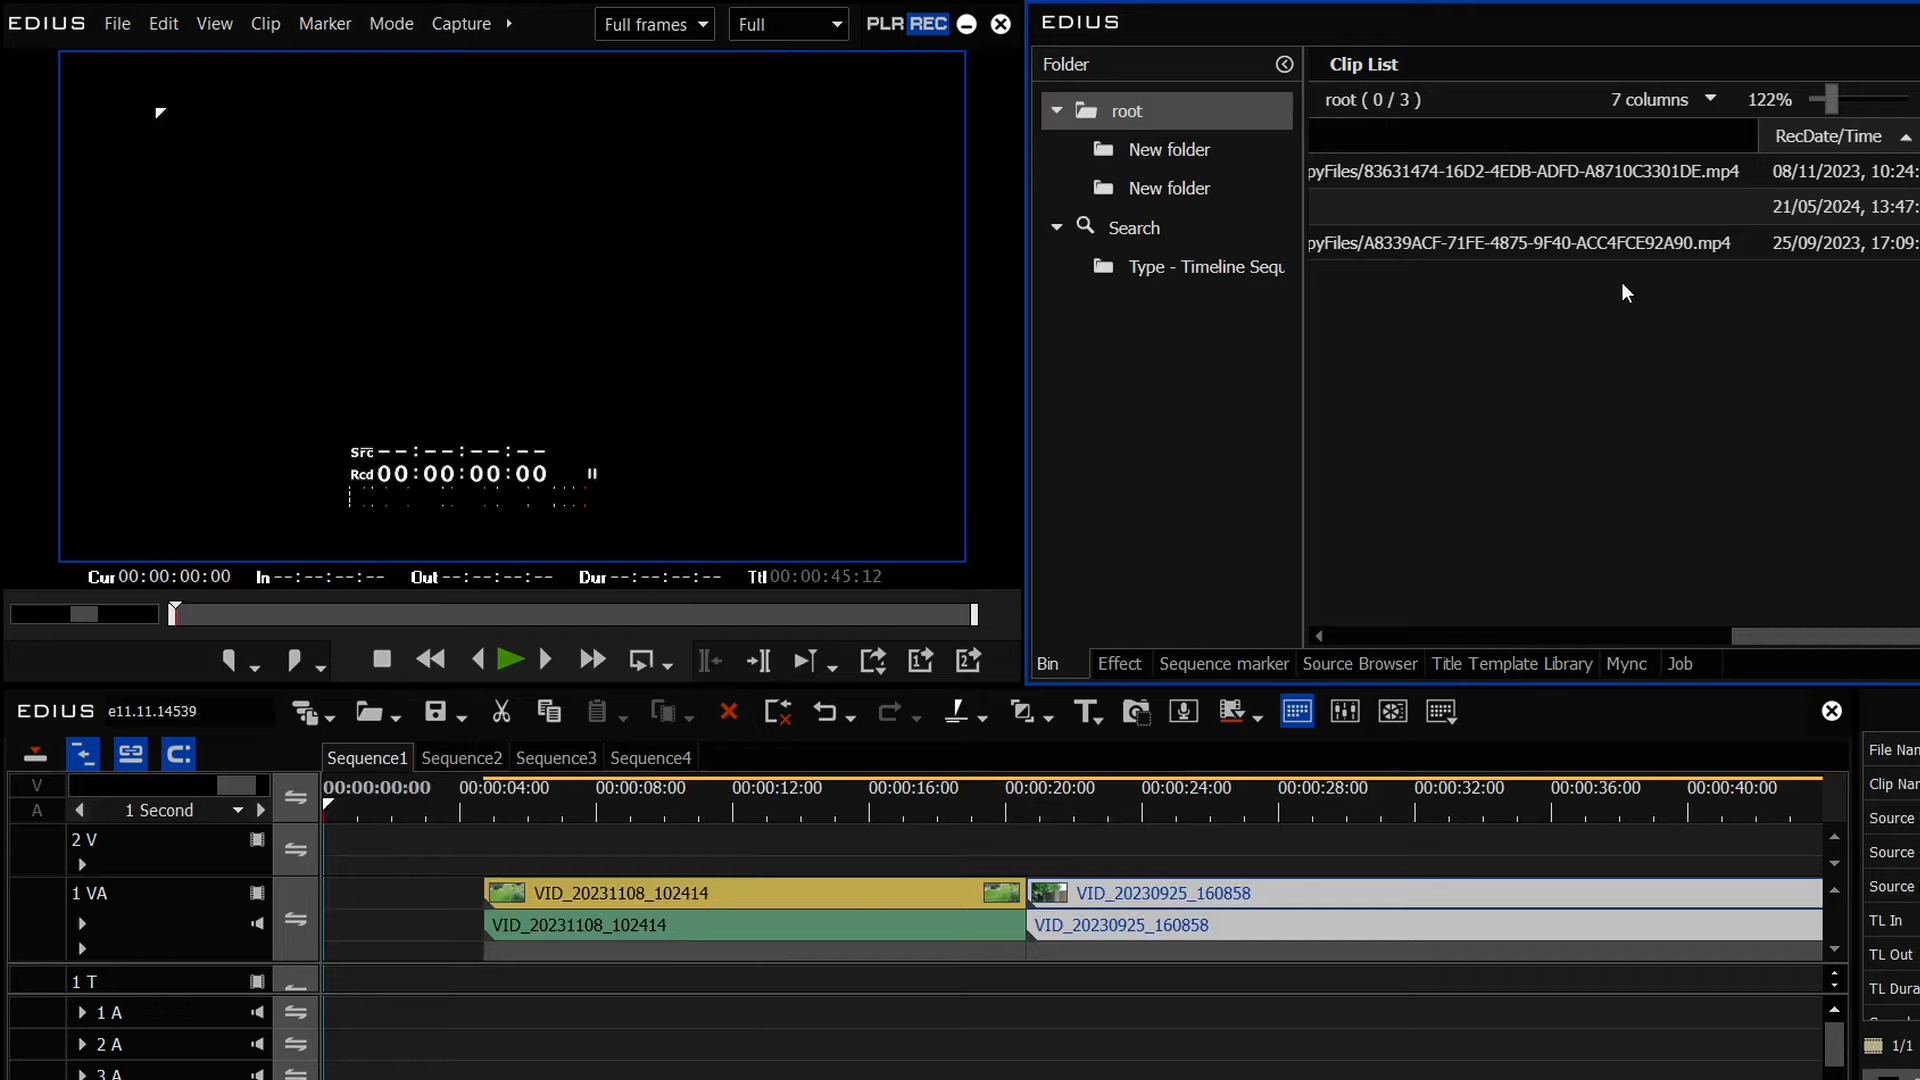 EDIUS File Edit View Clip Marker Mode Capture Full frames Full PLR REC
EDIUS
Folder
Clip List
root ( 0 / 3 ) 7 columns 122%
root
New folder
New folder
Search
Type - Timeline Sequ
RecDate/Time
pyFiles/83631474-16D2-4EDB-ADFD-A8710C3301DE.mp4 08/11/2023, 10:24:
21/05/2024, 13:47:
pyFiles/A8339ACF-71FE-4875-9F40-ACC4FCE92A90.mp4 25/09/2023, 17:09:
Src --:--:--:--
Rcd 00:00:00:00
Cur 00:00:00:00 In --:--:--:-- Out --:--:--:-- Dur --:--:--:-- Ttl 00:00:45:12
Bin Effect Sequence marker Source Browser Title Template Library Mync Job
EDIUS e11.11.14539
Sequence1 Sequence2 Sequence3 Sequence4
V
00:00:00:00 00:00:04:00 00:00:08:00 00:00:12:00 00:00:16:00 00:00:20:00 00:00:24:00 00:00:28:00 00:00:32:00 00:00:36:00 00:00:40:00
A 1 Second
2 V
1 VA
VID_20231108_102414 VID_20230925_160858
VID_20231108_102414 VID_20230925_160858
1 T
1 A
2 A
3 A
File Nan
Clip Nar
Source
Source
Source
TL In
TL Out
TL Dura
1/1